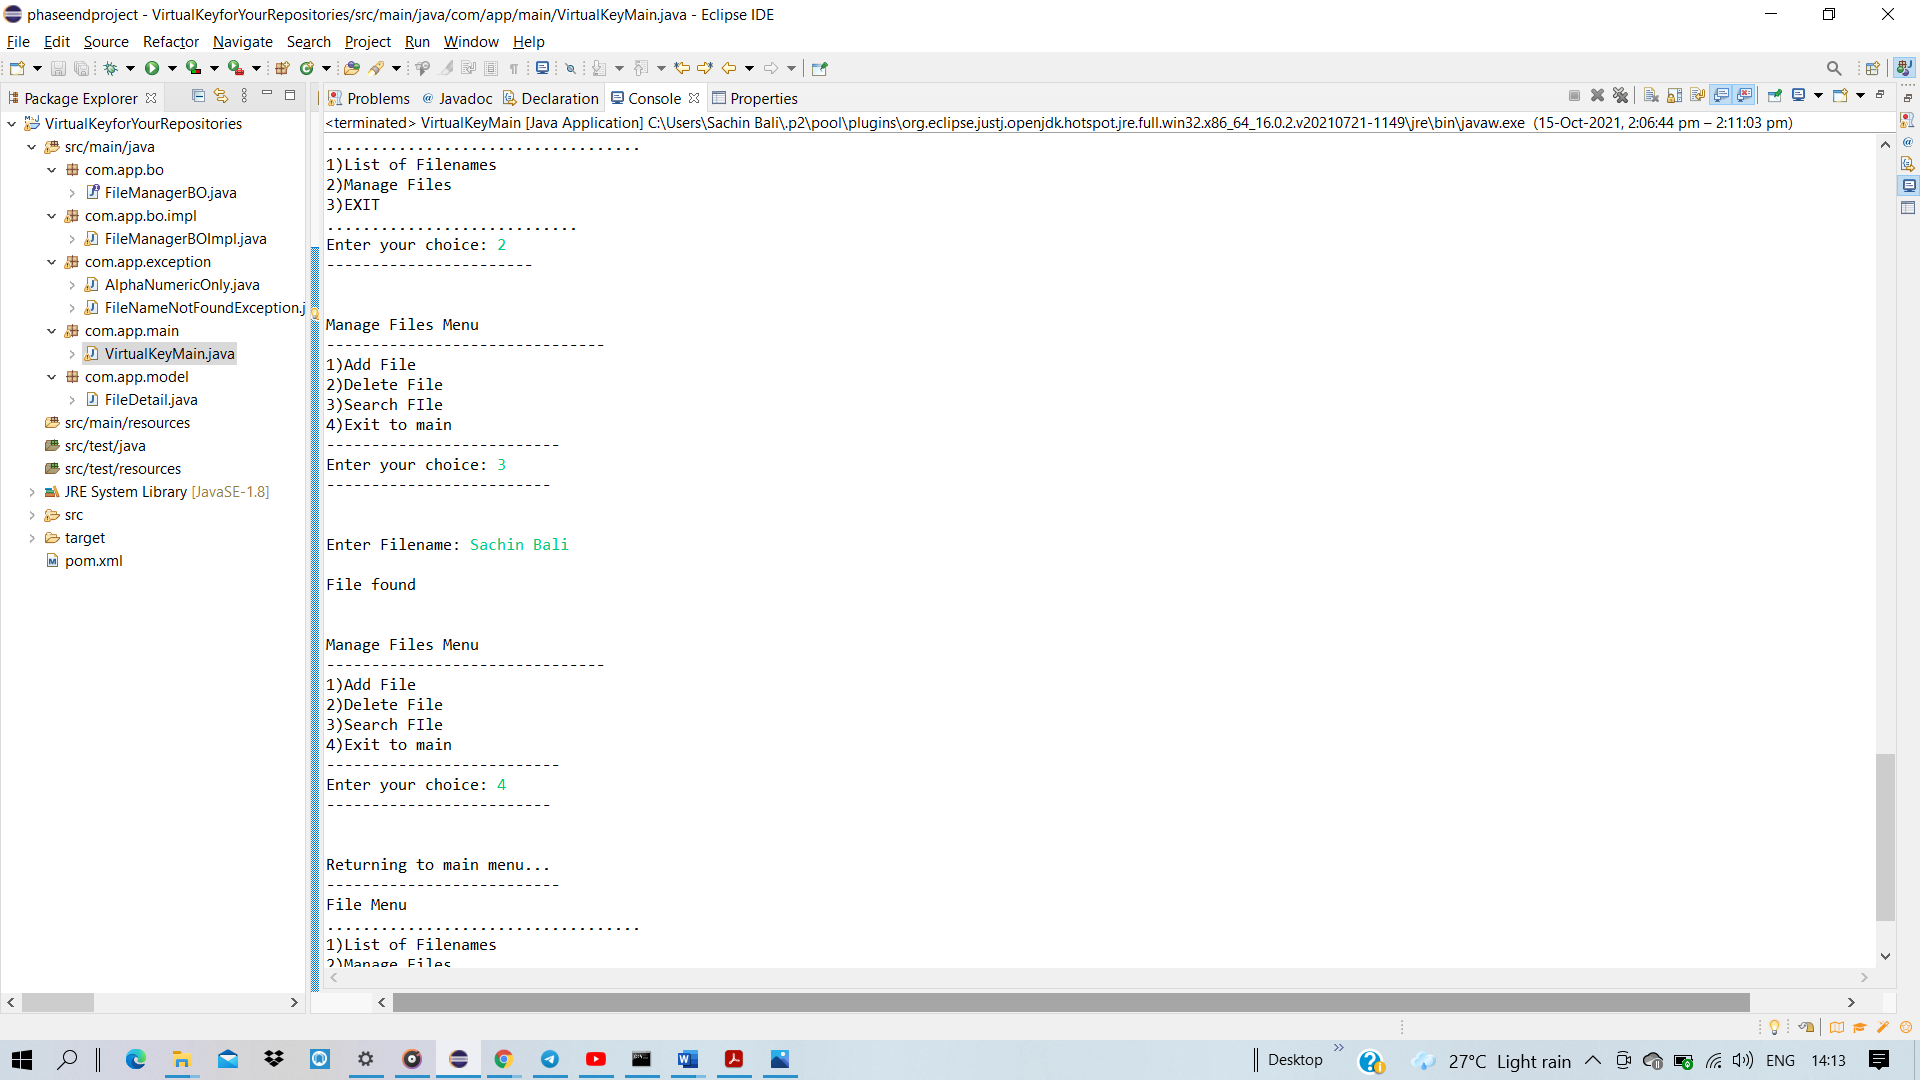 phaseendproject - VirtualKeyforYourRepositories/src/main/java/com/app/main/VirtualKeyMain.java - Eclipse IDE
File Edit Source Refactor Navigate Search Project Run Window Help
Package Explorer
Problems Javadoc Declaration Console Properties
<terminated> VirtualKeyMain [Java Application] C:\Users\Sachin Bali\.p2\pool\plugins\org.eclipse.justj.openjdk.hotspot.jre.full.win32.x86_64_16.0.2.v20210721-1149\jre\bin\javaw.exe (15-Oct-2021, 2:06:44 pm – 2:11:03 pm)
VirtualKeyforYourRepositories
src/main/java
com.app.bo
FileManagerBO.java
com.app.bo.impl
FileManagerBOImpl.java
com.app.exception
AlphaNumericOnly.java
FileNameNotFoundException.j
com.app.main
VirtualKeyMain.java
com.app.model
FileDetail.java
src/main/resources
src/test/java
src/test/resources
JRE System Library [JavaSE-1.8]
src
target
pom.xml
...................................
1)List of Filenames
2)Manage Files
3)EXIT
............................
Enter your choice: 2
-----------------------
Manage Files Menu
-------------------------------
1)Add File
2)Delete File
3)Search FIle
4)Exit to main
--------------------------
Enter your choice: 3
-------------------------
Enter Filename: Sachin Bali
File found
Manage Files Menu
-------------------------------
1)Add File
2)Delete File
3)Search FIle
4)Exit to main
--------------------------
Enter your choice: 4
-------------------------
Returning to main menu...
--------------------------
File Menu
...................................
1)List of Filenames
2)Manage Files
Desktop
27°C Light rain
ENG
14:13